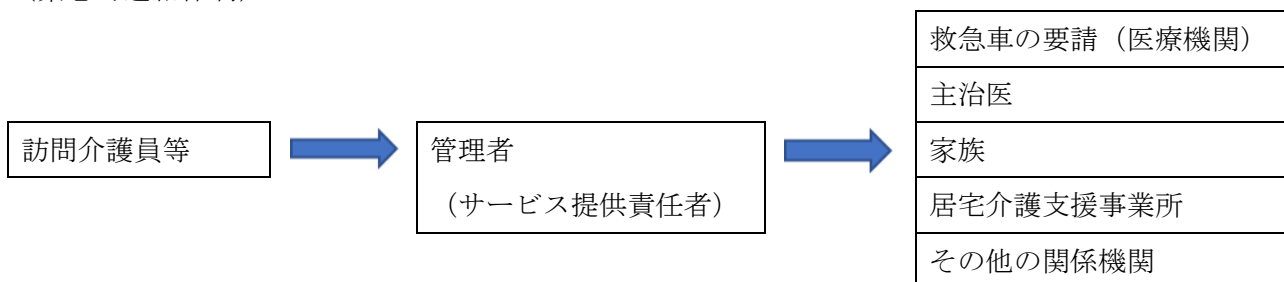 訪問介護員等
管理者
（サービス提供責任者）
救急車の要請（医療機関）
主治医
家族
居宅介護支援事業所
その他の関係機関